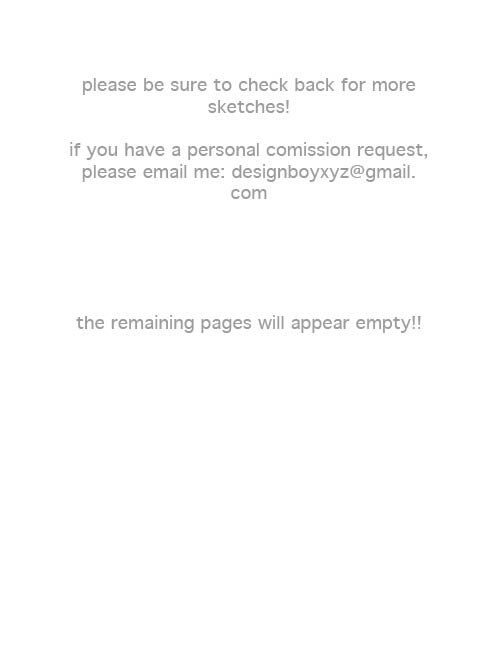 please be sure to check back for more
sketches!
if you have a personal comission request,
please email me: designboyxyz@gmail.
com
the remaining pages will appear empty!!